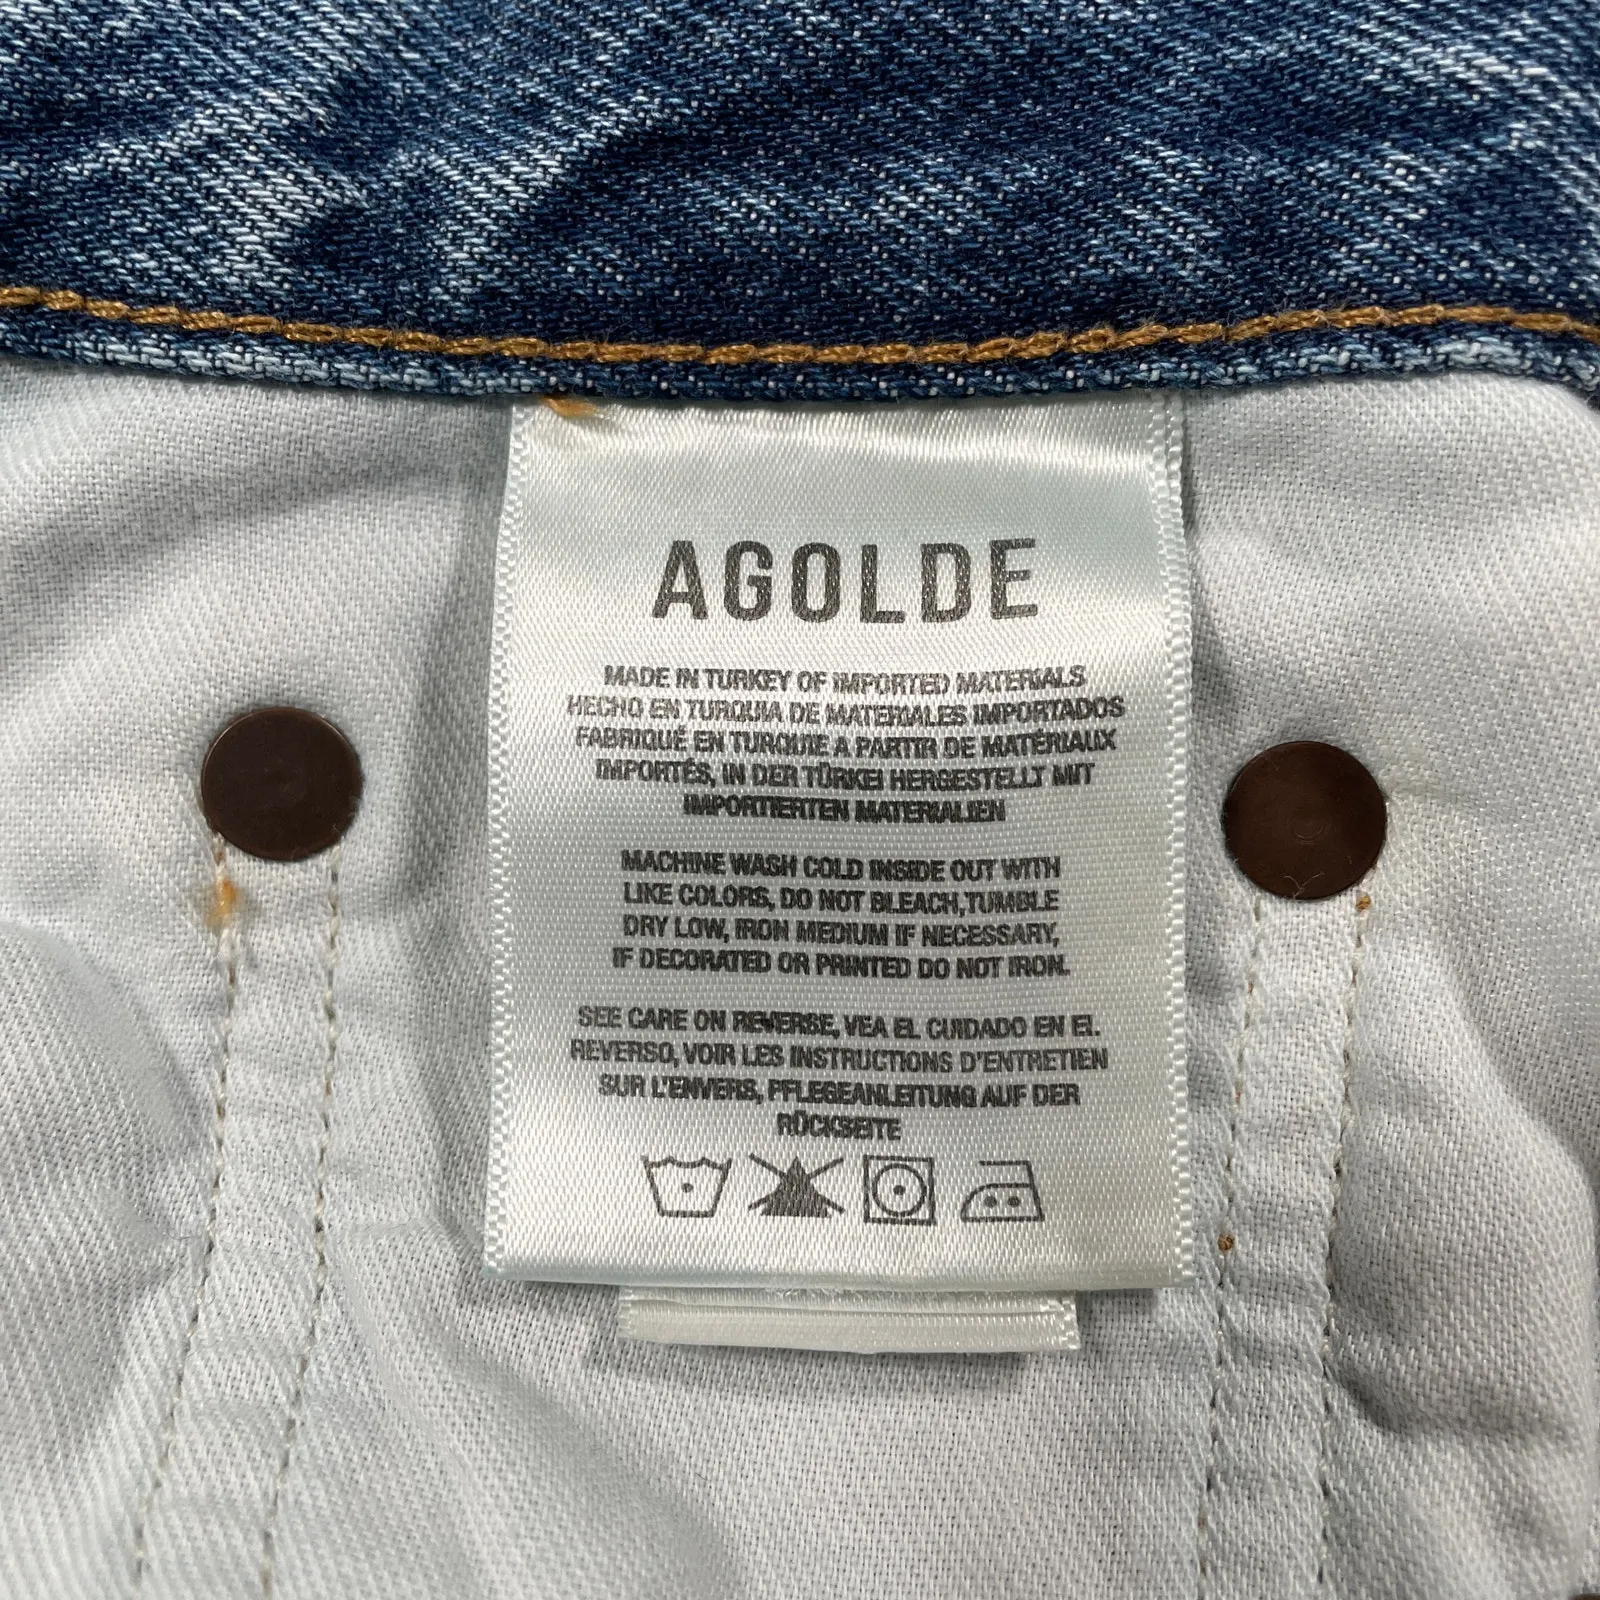 AGOLDE
MADE IN TURKEY OF IMPORTED MATERIALS
HECHO EN TURQUIA DE MATERIALES IMPORTADOS
FABRIQUÉ EN TURQUIE A PARTIR DE MATÉRIAUX
IMPORTÉS, IN DER TÜRKEI HERGESTELLT MIT
IMPORTIERTEN MATERIALIEN
MACHINE WASH COLD INSIDE OUT WITH
LIKE COLORS, DO NOT BLEACH,TUMBLE
DRY LOW, IRON MEDIUM IF NECESSARY,
IF DECORATED OR PRINTED DO NOT IRON.
SEE CARE ON REVERSE, VEA EL CUIDADO EN EL
REVERSO, VOIR LES INSTRUCTIONS D'ENTRETIEN
SUR L'ENVERS, PFLEGEANLEITUNG AUF DER
RÜCKSEITE